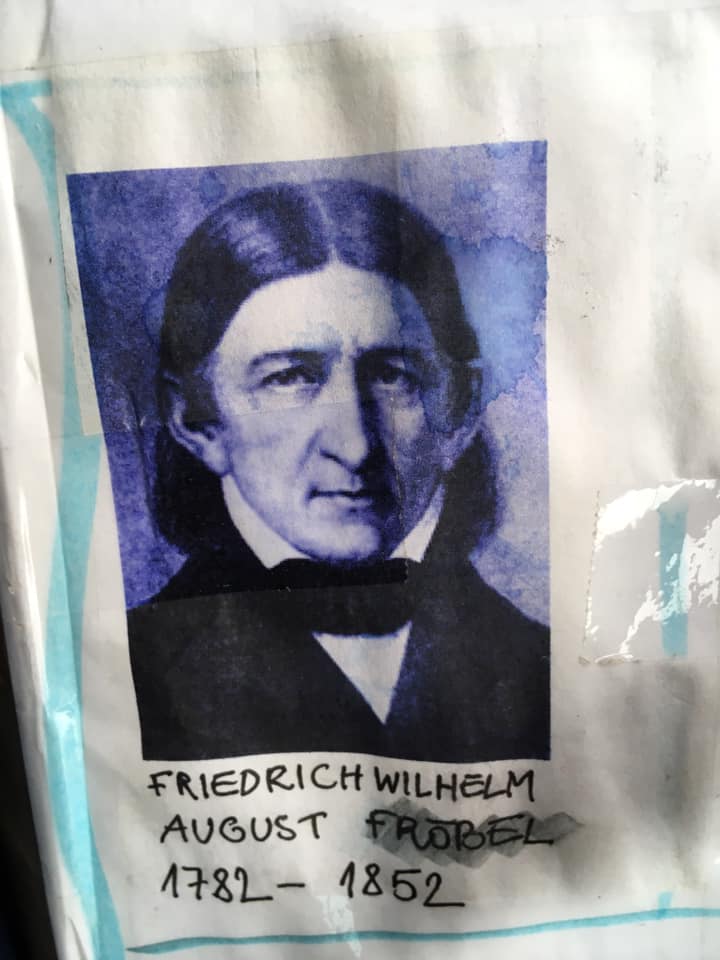 FRIEDRICH WILHELM
AUGUST FRÖBEL
1782 - 1852